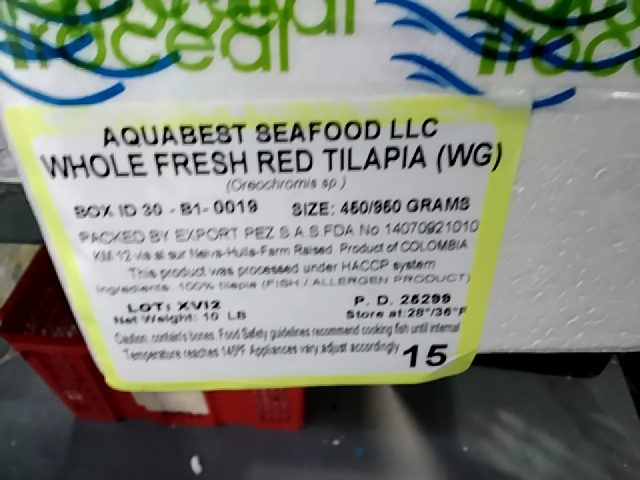 AQUABEST SEAFOOD LLC
WHOLE FRESH RED TILAPIA (WG)
(Oreochromis sp.)
BOX ID 30 - B1- 0019 SIZE: 450/950 GRAMS
PACKED BY EXPORT PEZ S.A.S FDA No 14070921010
KM 12 via al sur Neiva-Huila-Farm Raised. Product of COLOMBIA
This product was processed under HACCP system
Ingredients: 100% tilapia (FISH / ALLERGEN PRODUCT)
LOT: XV12 P. D. 25299
Net Weight: 10 LB Store at:28°/36°F
Caution, contains bones. Food Safety guidelines recommend cooking fish until internal
Temperature reaches 145°F Appliances vary, adjust accordingly 15